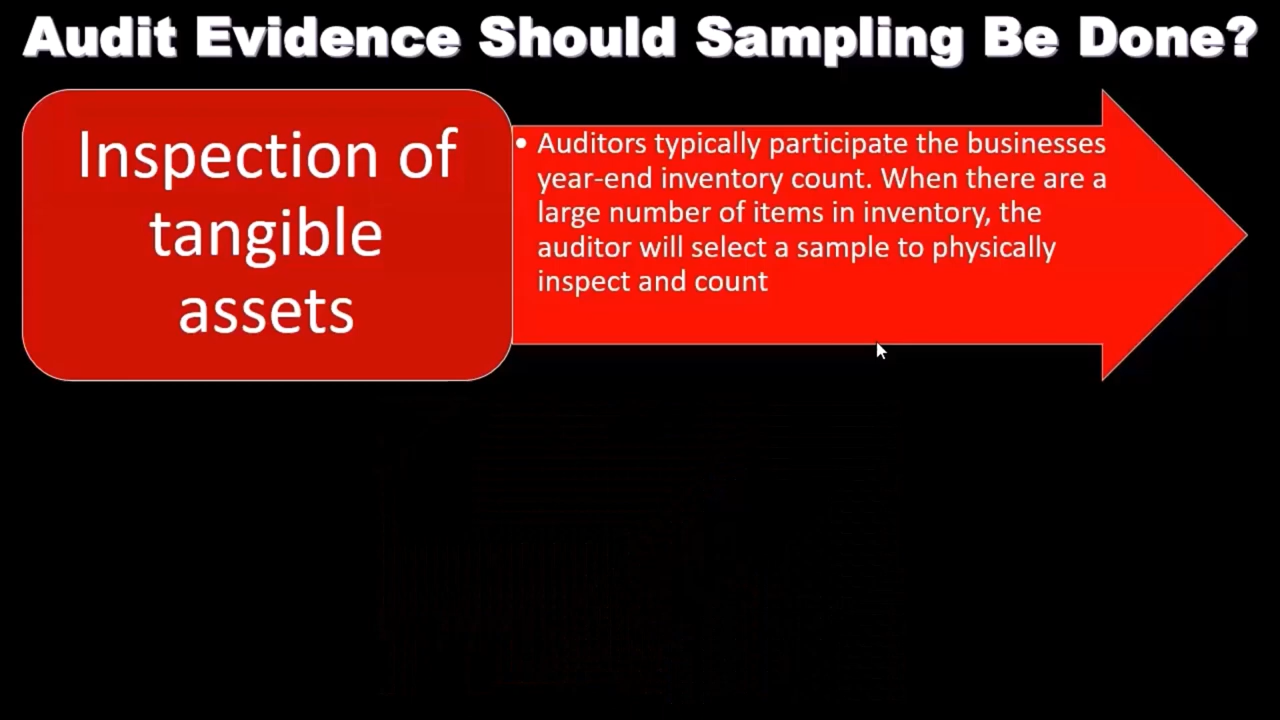 Audit Evidence Should Sampling Be Done?
Inspection of
tangible
assets
• Auditors typically participate the businesses
year-end inventory count. When there are a
large number of items in inventory, the
auditor will select a sample to physically
inspect and count